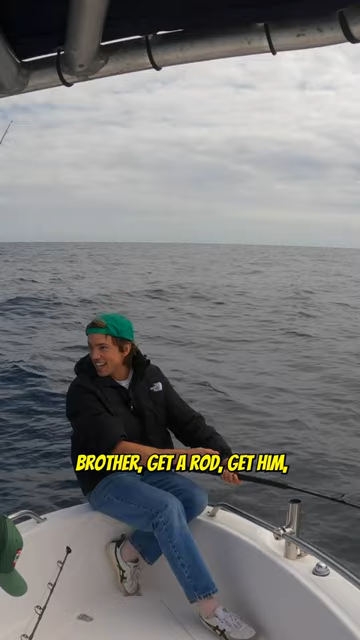 BROTHER, GET A ROD, GET HIM,